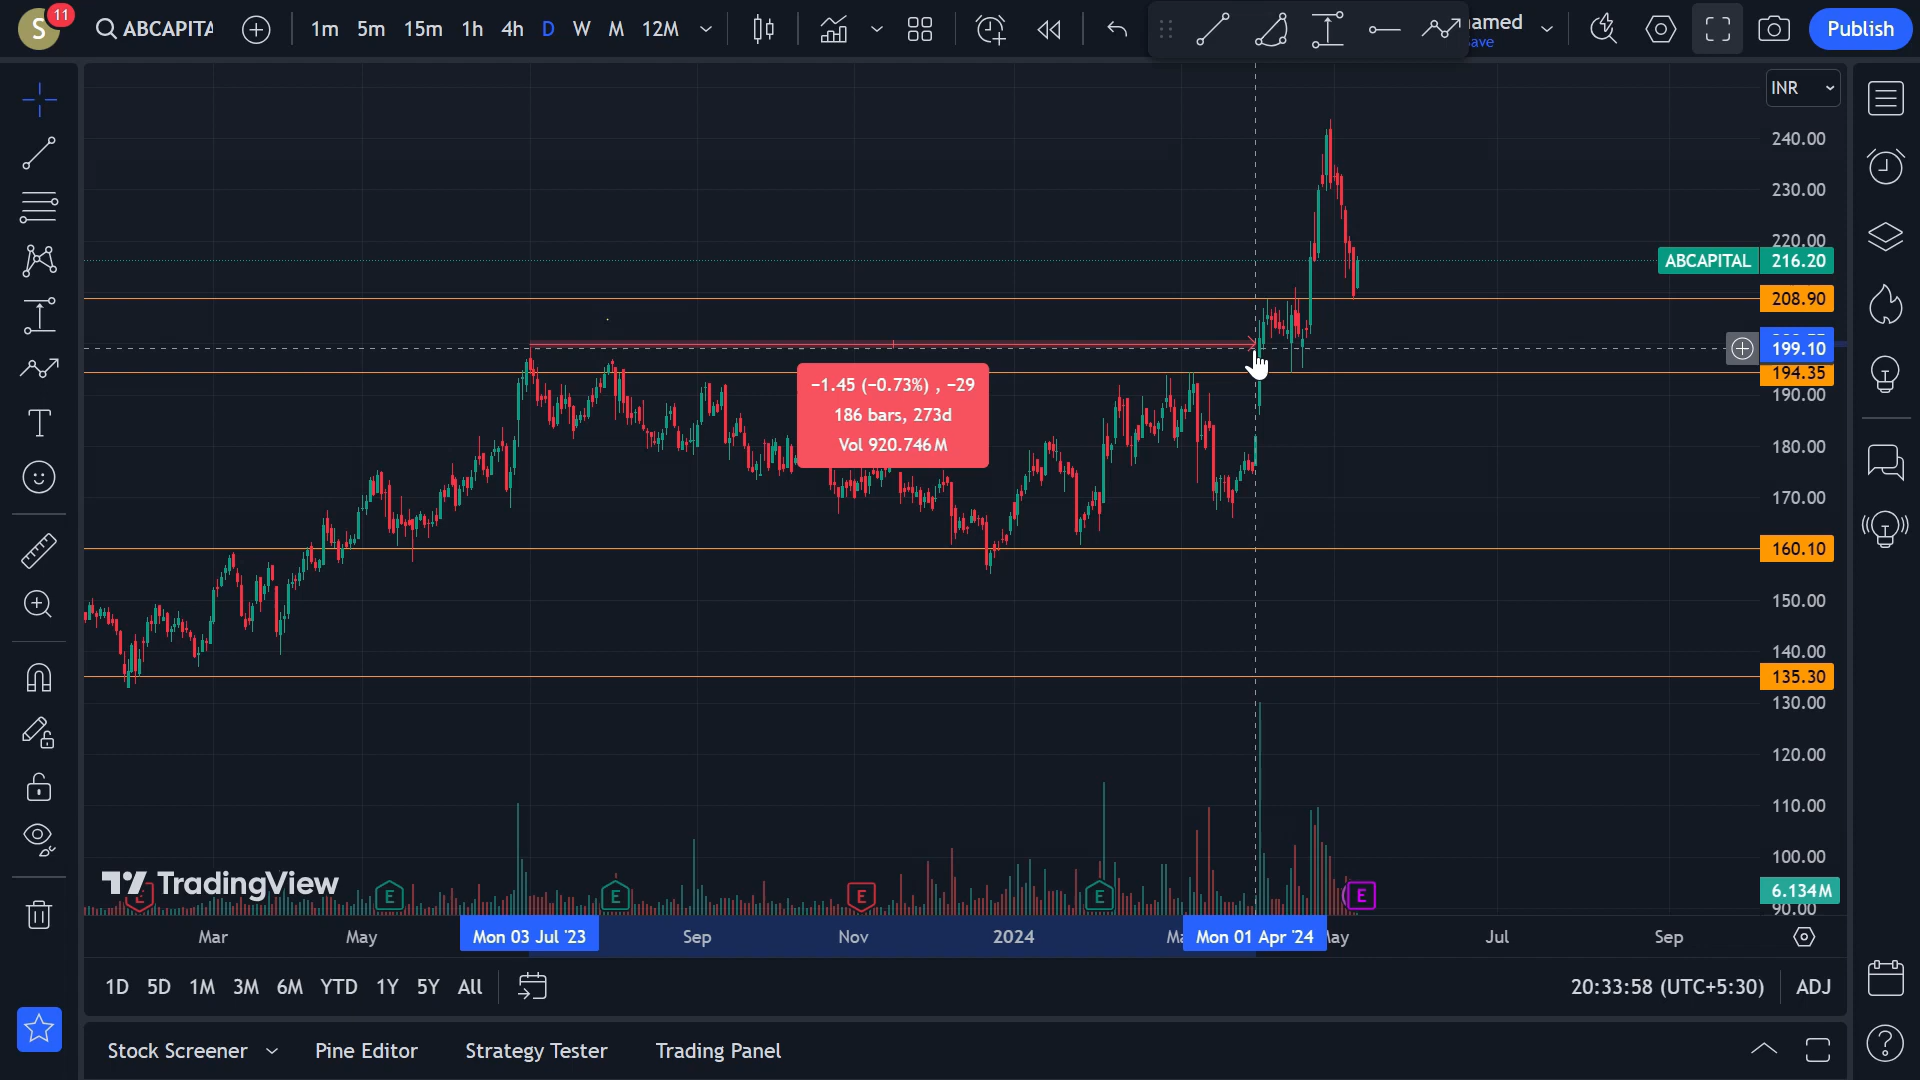 S
11
ABCAPITA
1m 5m 15m 1h 4h D W M 12M
named
ave
Publish
INR
240.00
230.00
220.00
ABCAPITAL 216.20
208.90
199.10
194.35
190.00
180.00
170.00
160.10
150.00
140.00
135.30
130.00
120.00
110.00
100.00
6.134M
90.00
−1.45 (−0.73%) , −29
186 bars, 273d
Vol 920.746M
TradingView
E E E E E E
Mar May Mon 03 Jul '23 Sep Nov 2024 Ma Mon 01 Apr '24 May Jul Sep
1D 5D 1M 3M 6M YTD 1Y 5Y All
20:33:58 (UTC+5:30) ADJ
Stock Screener Pine Editor Strategy Tester Trading Panel